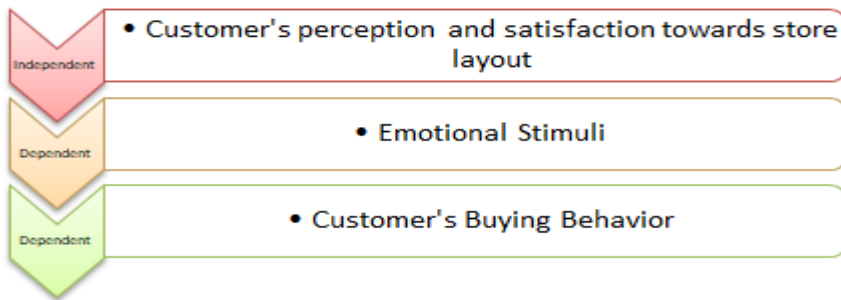 Independent
• Customer's perception and satisfaction towards store
layout
Dependent
• Emotional Stimuli
Dependent
• Customer's Buying Behavior